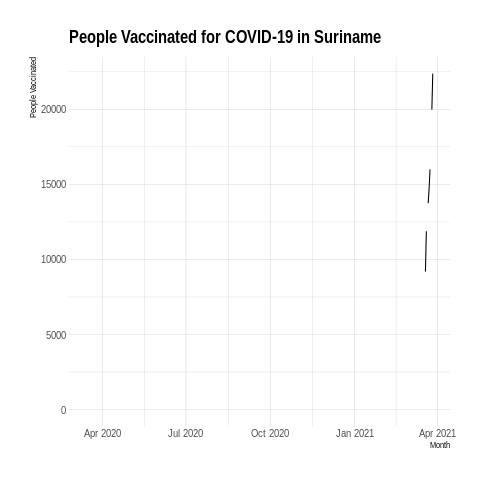 People Vaccinated for COVID-19 in Suriname
People Vaccinated
20000
15000
10000
5000
0
Apr 2020 Jul 2020 Oct 2020 Jan 2021 Apr 2021
Month